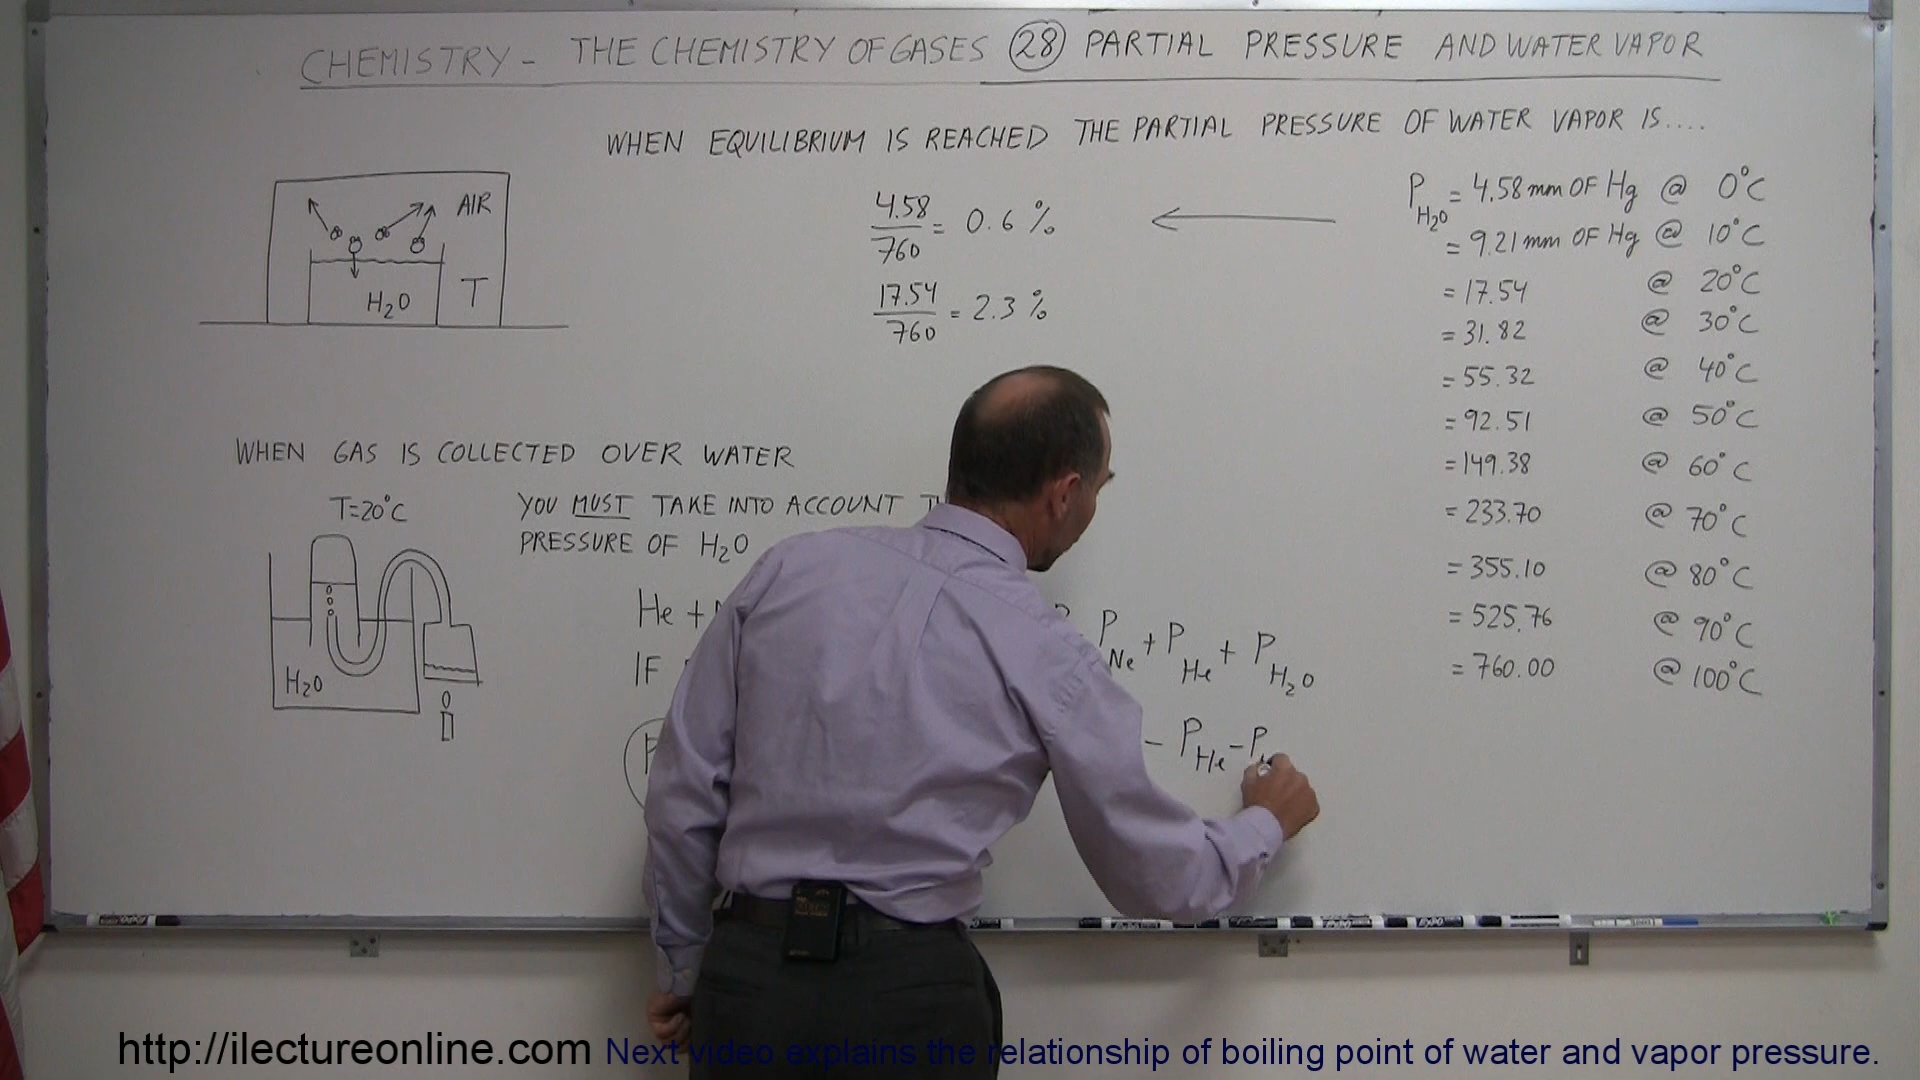 CHEMISTRY - THE CHEMISTRY OF GASES 28 PARTIAL PRESSURE AND WATER VAPOR
WHEN EQUILIBRIUM IS REACHED THE PARTIAL PRESSURE OF WATER VAPOR IS....
AIR
H₂O
T
4.58
760
= 0.6 %
17.54
760
= 2.3 %
P H₂O = 4.58 mm OF Hg @ 0°C
= 9.21 mm OF Hg @ 10°C
= 17.54 @ 20°C
= 31.82 @ 30°C
= 55.32 @ 40°C
= 92.51 @ 50°C
= 149.38 @ 60°C
= 233.70 @ 70°C
= 355.10 @ 80°C
= 525.76 @ 90°C
= 760.00 @ 100°C
WHEN GAS IS COLLECTED OVER WATER
T=20°C
H₂O
YOU MUST TAKE INTO ACCOUNT
PRESSURE OF H₂O
He +
P Ne + P He + P H₂O
IF
- P He - P
http://ilectureonline.com Next video explains the relationship of boiling point of water and vapor pressure.